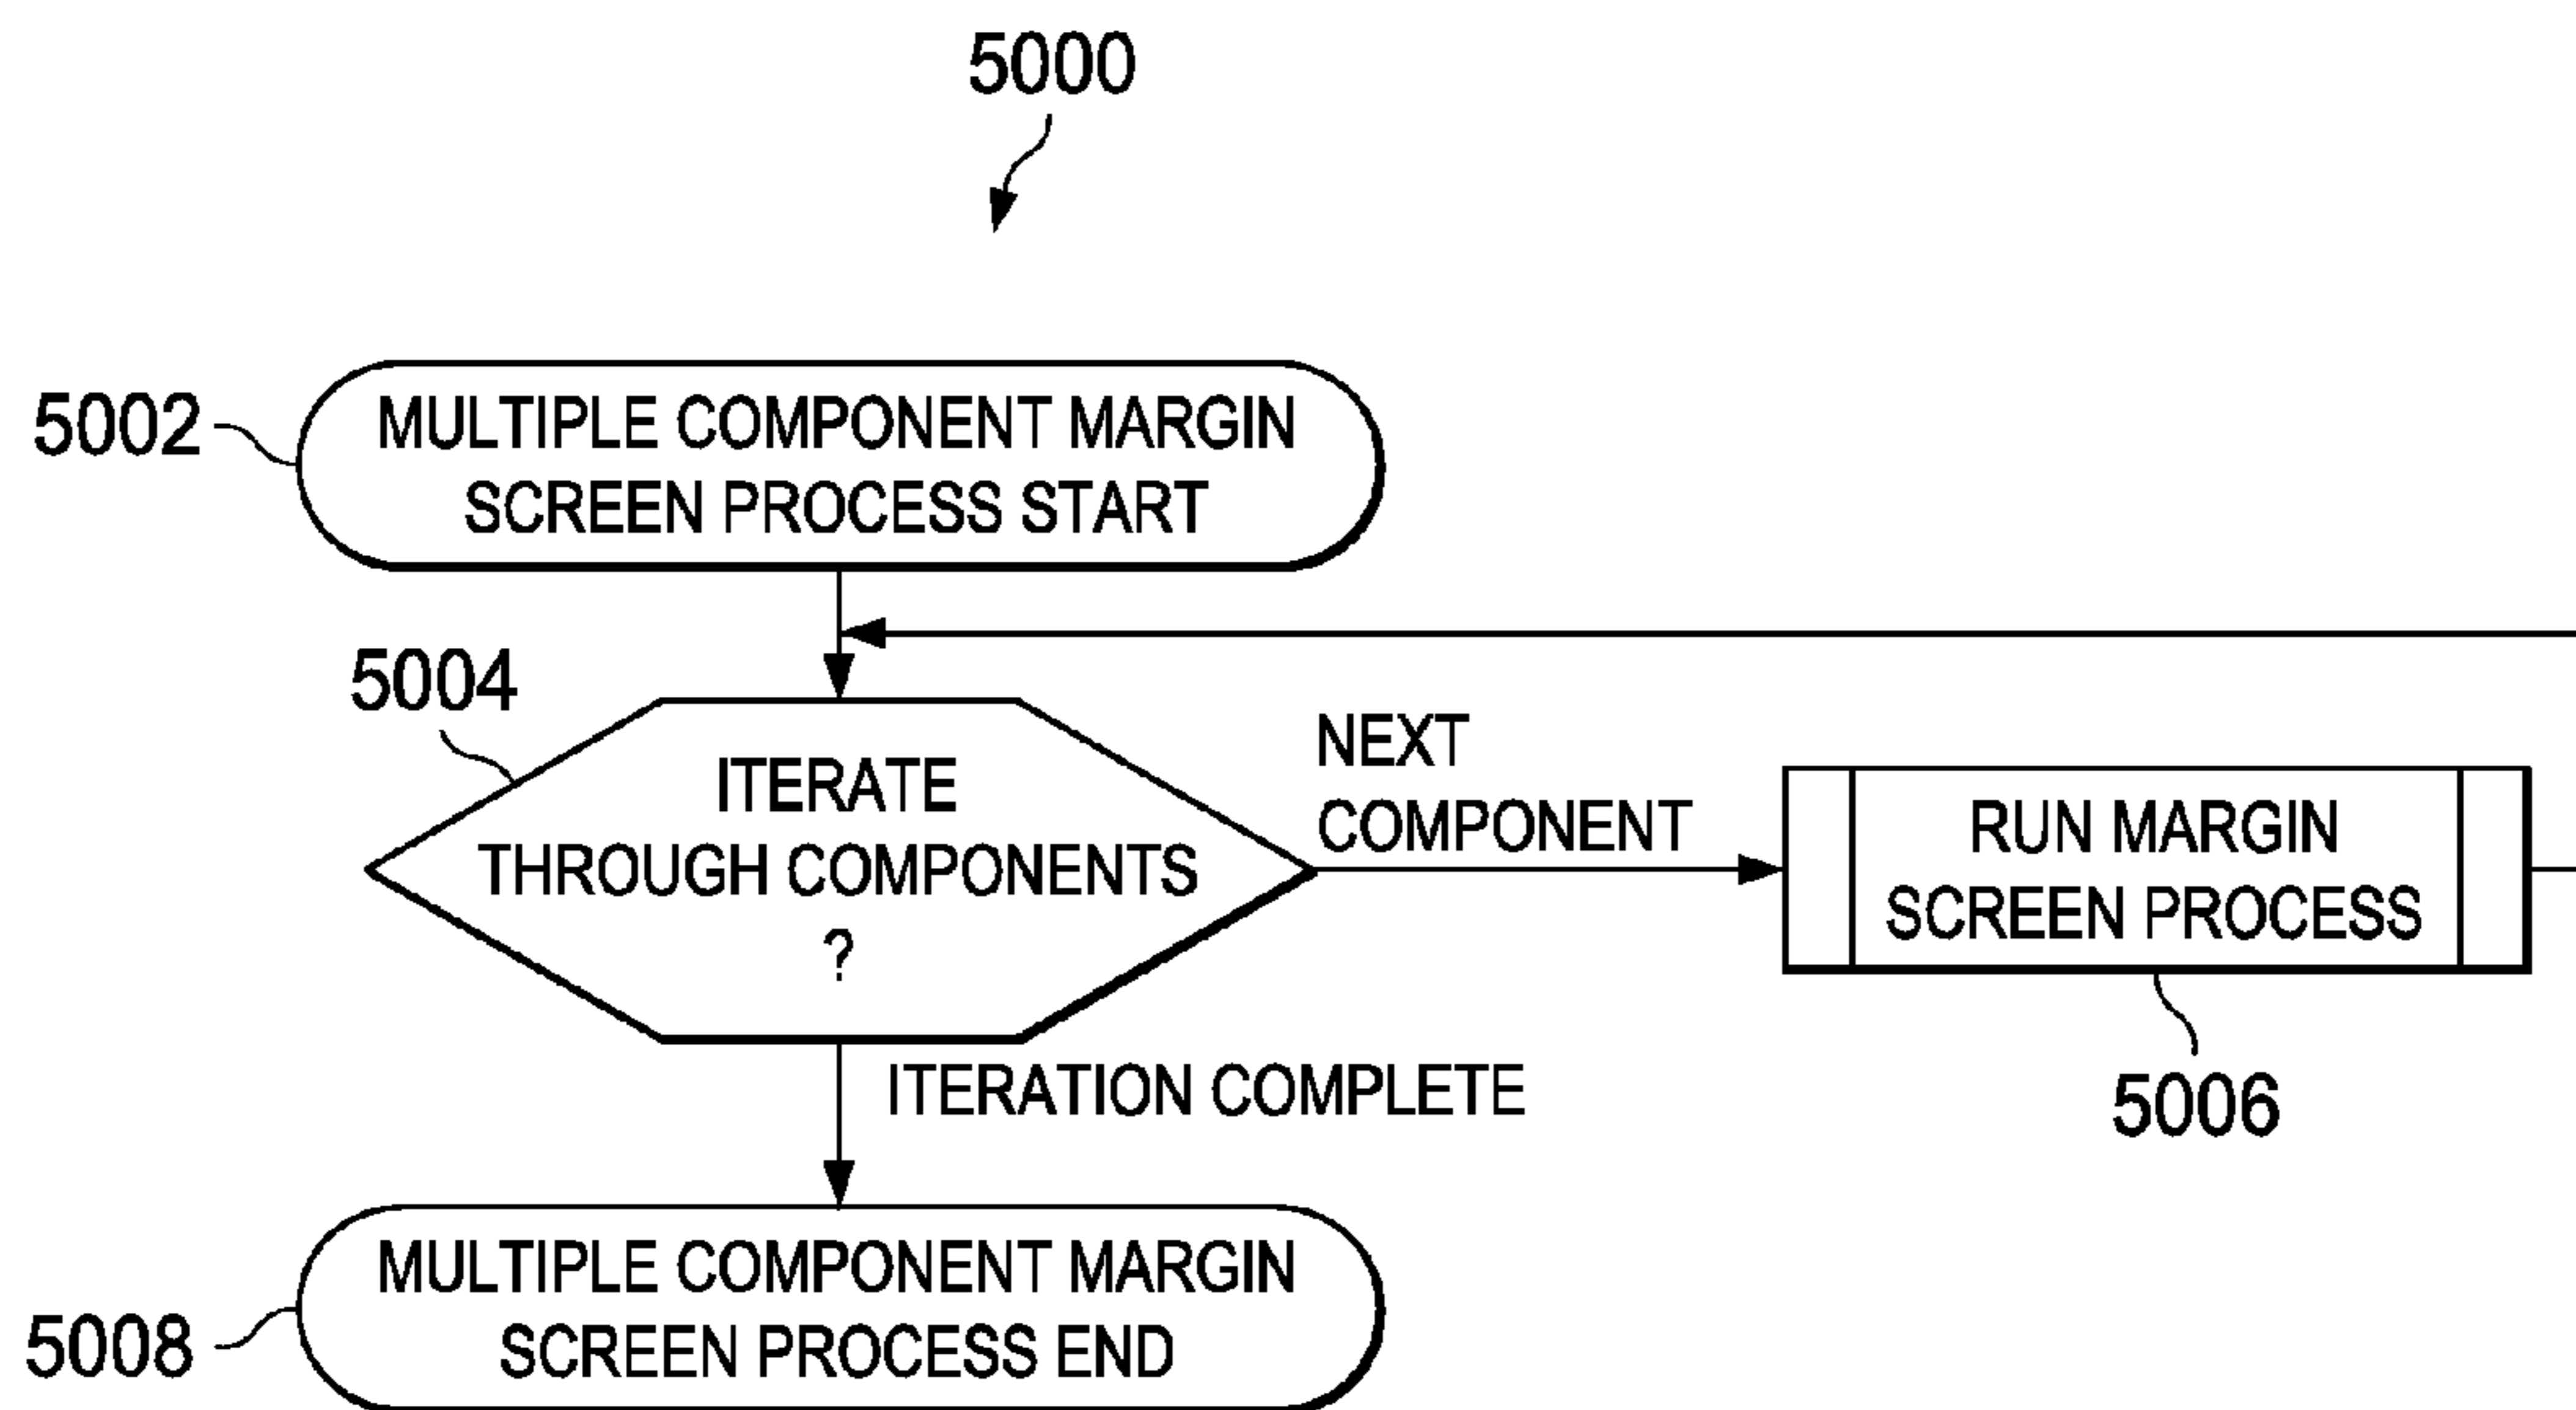 5000
5002
MULTIPLE COMPONENT MARGIN
SCREEN PROCESS START
5004
ITERATE
THROUGH COMPONENTS
?
NEXT
COMPONENT
RUN MARGIN
SCREEN PROCESS
5006
ITERATION COMPLETE
5008
MULTIPLE COMPONENT MARGIN
SCREEN PROCESS END